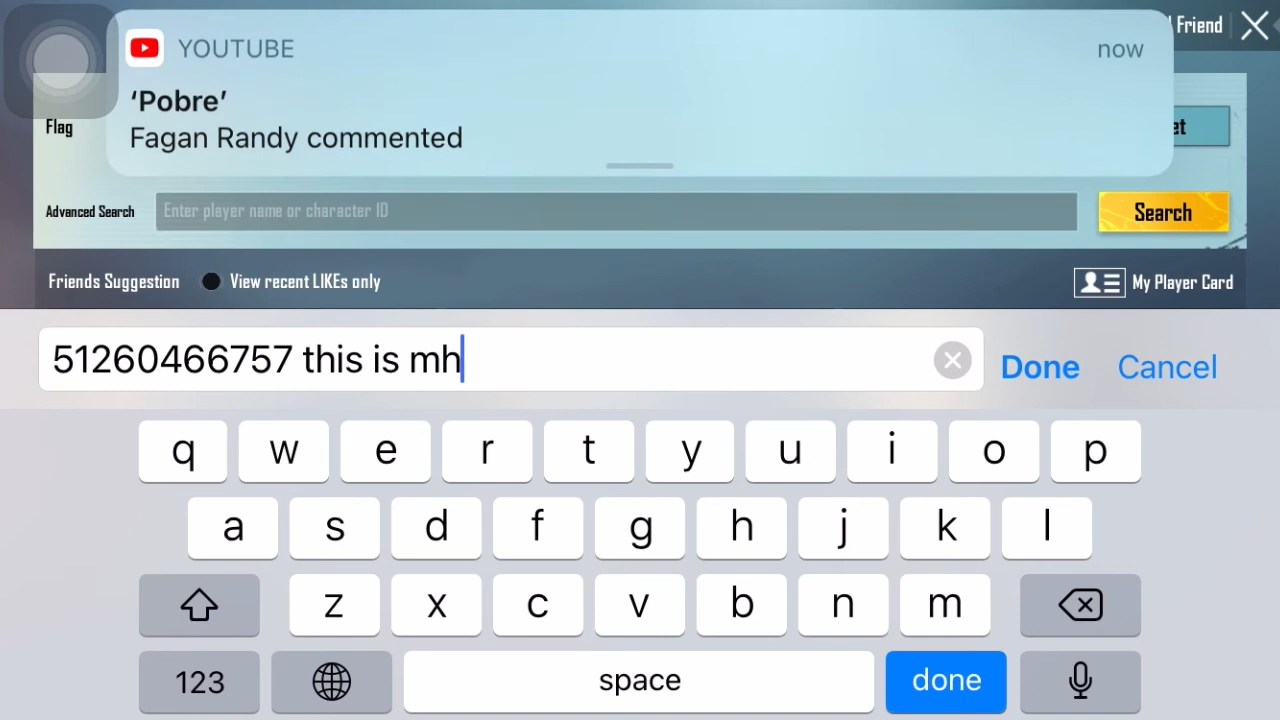 YOUTUBE
now
Friend
‘Pobre’
Fagan Randy commented
Flag
et
Advanced Search
Enter player name or character ID
Search
Friends Suggestion
View recent LIKEs only
My Player Card
51260466757 this is mh
Done
Cancel
q w e r t y u i o p
a s d f g h j k l
z x c v b n m
123
space
done